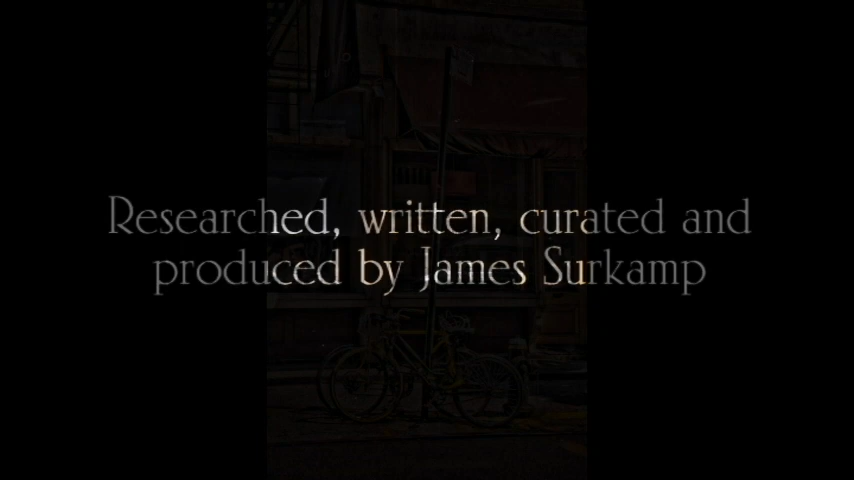 Researched, written, curated and
produced by James Surkamp